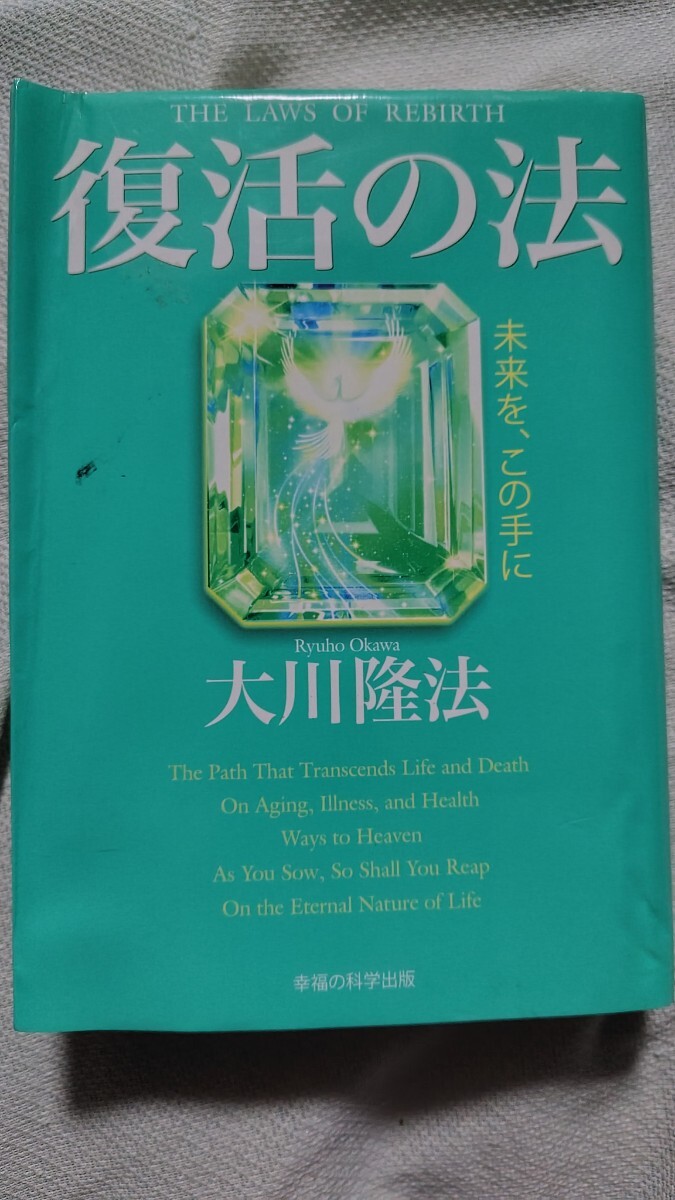 THE LAWS OF REBIRTH
復活の法
未来を、この手に
Ryuho Okawa
大川隆法
The Path That Transcends Life and Death
On Aging, Illness, and Health
Ways to Heaven
As You Sow, So Shall You Reap
On the Eternal Nature of Life
幸福の科学出版